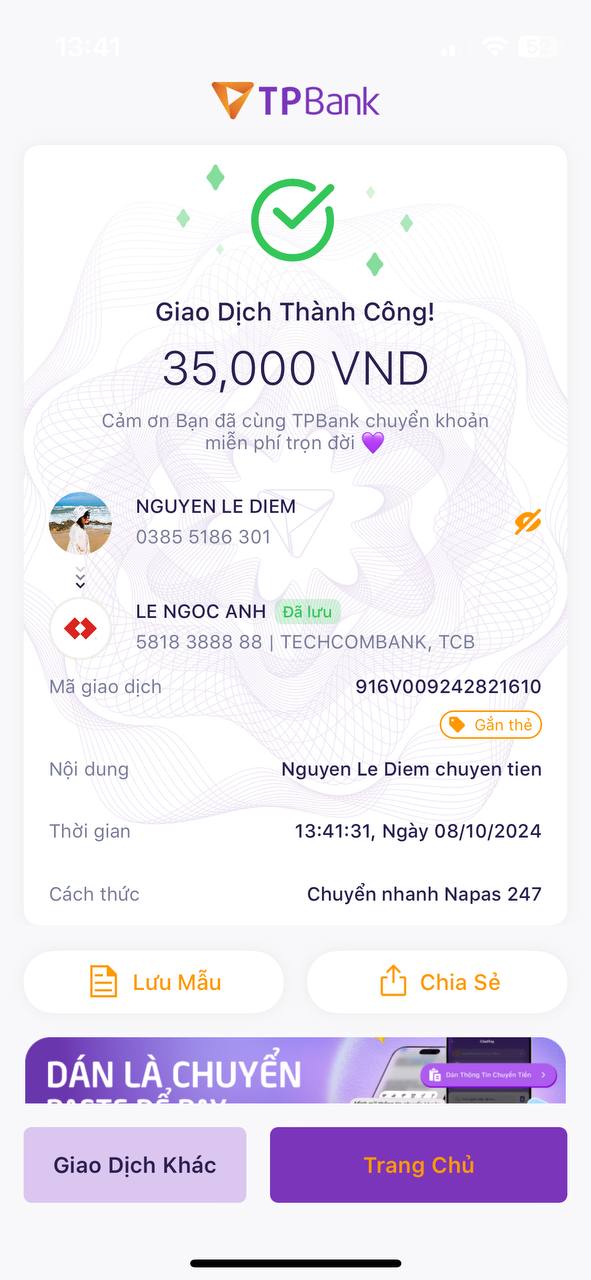 13:41
52
TPBank
Giao Dịch Thành Công!
35,000 VND
Cảm ơn Bạn đã cùng TPBank chuyển khoản
miễn phí trọn đời 💜
NGUYEN LE DIEM
0385 5186 301
LE NGOC ANH Đã lưu
5818 3888 88 | TECHCOMBANK, TCB
Mã giao dịch 916V009242821610
Gắn thẻ
Nội dung Nguyen Le Diem chuyen tien
Thời gian 13:41:31, Ngày 08/10/2024
Cách thức Chuyển nhanh Napas 247
Lưu Mẫu Chia Sẻ
DÁN LÀ CHUYỂN
Dán Thông Tin Chuyển Tiền
PASTE ĐỂ PAY
Giao Dịch Khác Trang Chủ